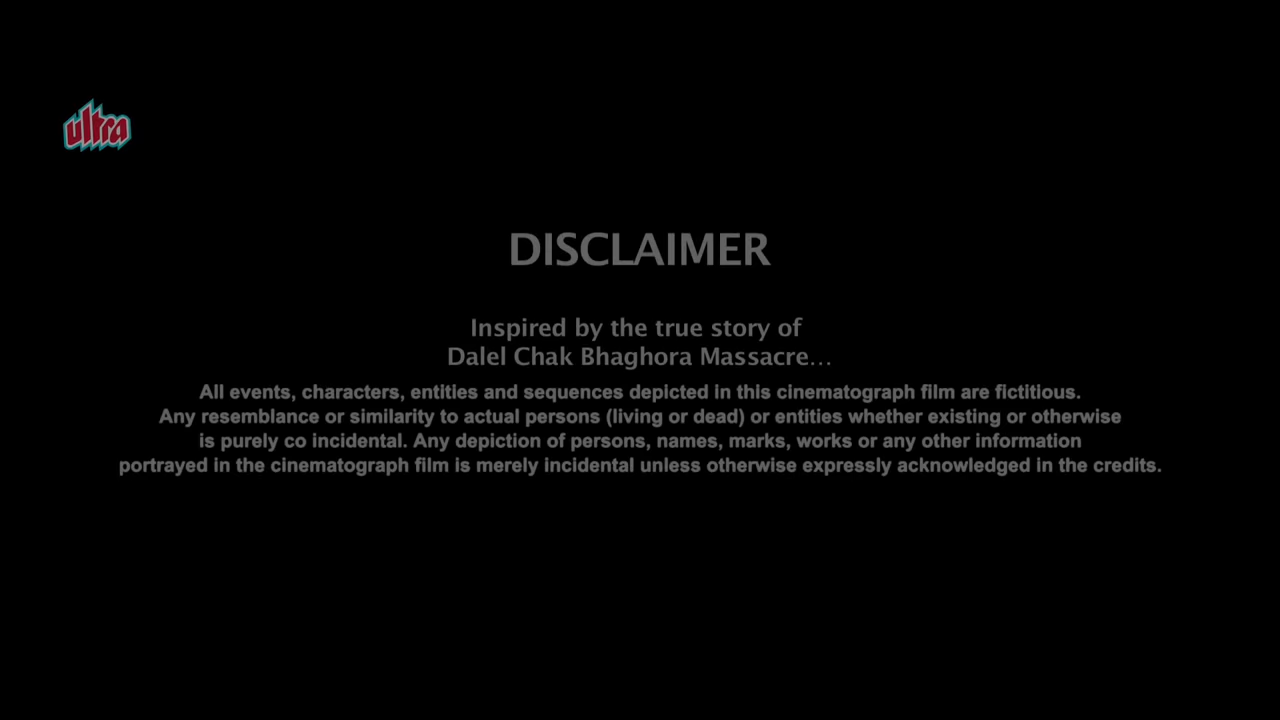 ultra
DISCLAIMER
Inspired by the true story of
Dalel Chak Bhaghora Massacre...
All events, characters, entities and sequences depicted in this cinematograph film are fictitious.
Any resemblance or similarity to actual persons (living or dead) or entities whether existing or otherwise
is purely co incidental. Any depiction of persons, names, marks, works or any other information
portrayed in the cinematograph film is merely incidental unless otherwise expressly acknowledged in the credits.